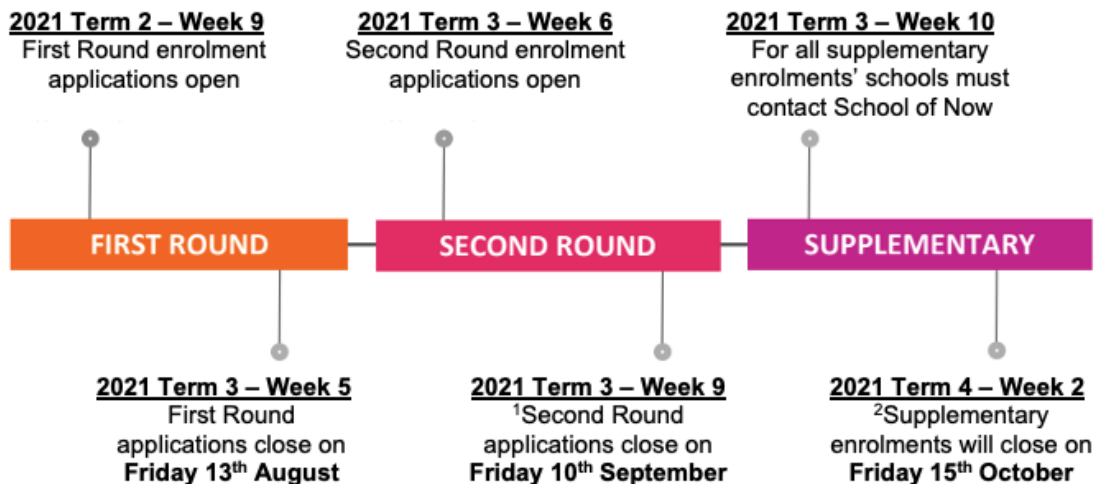 2021 Term 2 – Week 9
First Round enrolment
applications open
2021 Term 3 – Week 6
Second Round enrolment
applications open
2021 Term 3 – Week 10
For all supplementary
enrolments’ schools must
contact School of Now
FIRST ROUND
SECOND ROUND
SUPPLEMENTARY
2021 Term 3 – Week 5
First Round
applications close on
Friday 13th August
2021 Term 3 – Week 9
¹Second Round
applications close on
Friday 10th September
2021 Term 4 – Week 2
²Supplementary
enrolments will close on
Friday 15th October